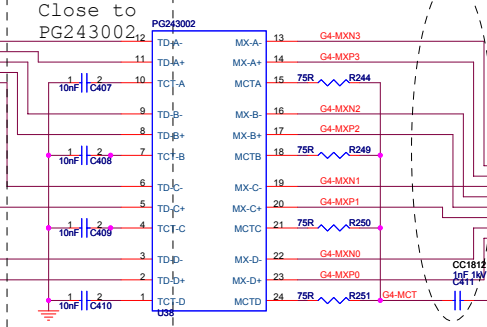 Close to
PG243002
PG243002
12 TD-A- MX-A- 13 G4-MXN3
11 TD-A+ MX-A+ 14 G4-MXP3
1 2 10 TCT-A MCTA 15 75R R244
10nF C407
9 TD-B- MX-B- 16 G4-MXN2
8 TD-B+ MX-B+ 17 G4-MXP2
1 2 7 TCT-B MCTB 18 75R R249
10nF C408
6 TD-C- MX-C- 19 G4-MXN1
5 TD-C+ MX-C+ 20 G4-MXP1
1 2 4 TCT-C MCTC 21 75R R250
10nF C409
3 TD-D- MX-D- 22 G4-MXN0
CC1812
2 TD-D+ MX-D+ 23 G4-MXP0 1nF 1kV
C411
1 2 1 TCT-D MCTD 24 75R R251 G4-MCT
10nF C410
U38